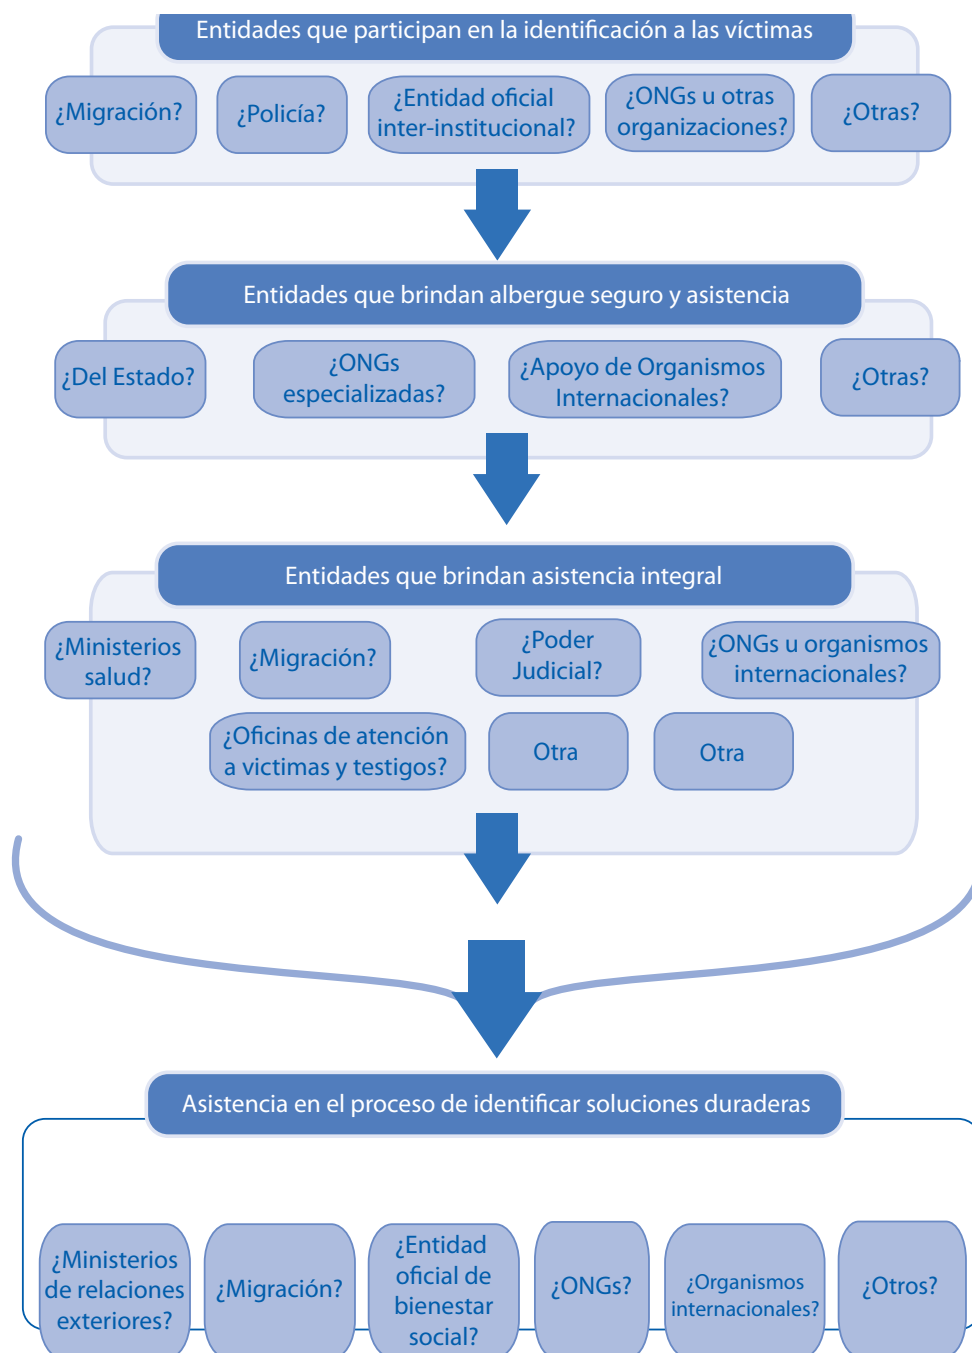 Entidades que participan en la identificación a las víctimas
¿Migración?
¿Policía?
¿Entidad oficial
inter-institucional?
¿ONGs u otras
organizaciones?
¿Otras?
Entidades que brindan albergue seguro y asistencia
¿Del Estado?
¿ONGs
especializadas?
¿Apoyo de Organismos
Internacionales?
¿Otras?
Entidades que brindan asistencia integral
¿Ministerios
salud?
¿Migración?
¿Poder
Judicial?
¿ONGs u organismos
internacionales?
¿Oficinas de atención
a victimas y testigos?
Otra
Otra
Asistencia en el proceso de identificar soluciones duraderas
¿Ministerios
de relaciones
exteriores?
¿Migración?
¿Entidad
oficial de
bienestar
social?
¿ONGs?
¿Organismos
internacionales?
¿Otros?